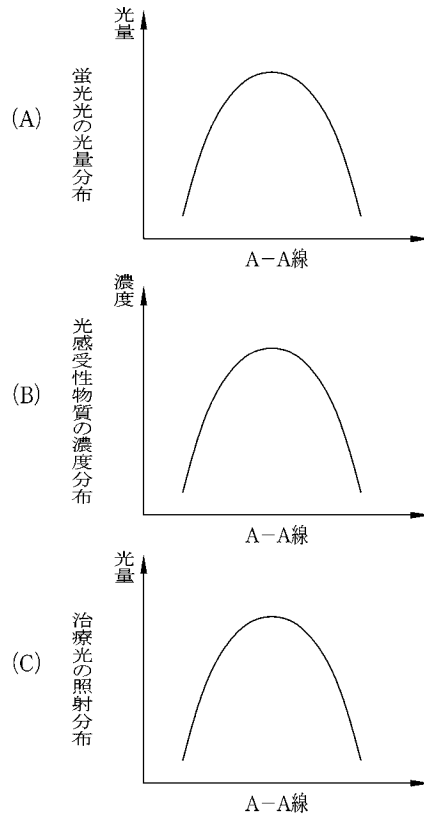 (A)
蛍光光の光量分布
光量
A－A線
(B)
光感受性物質の濃度分布
濃度
A－A線
(C)
治療光の照射分布
光量
A－A線